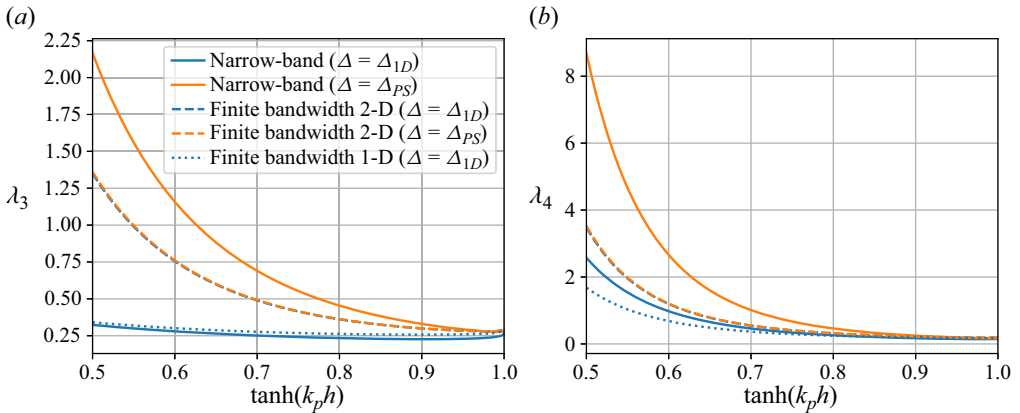 (a)
2.25
2.00
1.75
1.50
1.25
λ3
1.00
0.75
0.50
0.25
0.5 0.6 0.7 0.8 0.9 1.0
tanh(kph)
Narrow-band (Δ = Δ1D)
Narrow-band (Δ = ΔPS)
Finite bandwidth 2-D (Δ = Δ1D)
Finite bandwidth 2-D (Δ = ΔPS)
Finite bandwidth 1-D (Δ = Δ1D)
(b)
8
6
λ4
4
2
0
0.5 0.6 0.7 0.8 0.9 1.0
tanh(kph)